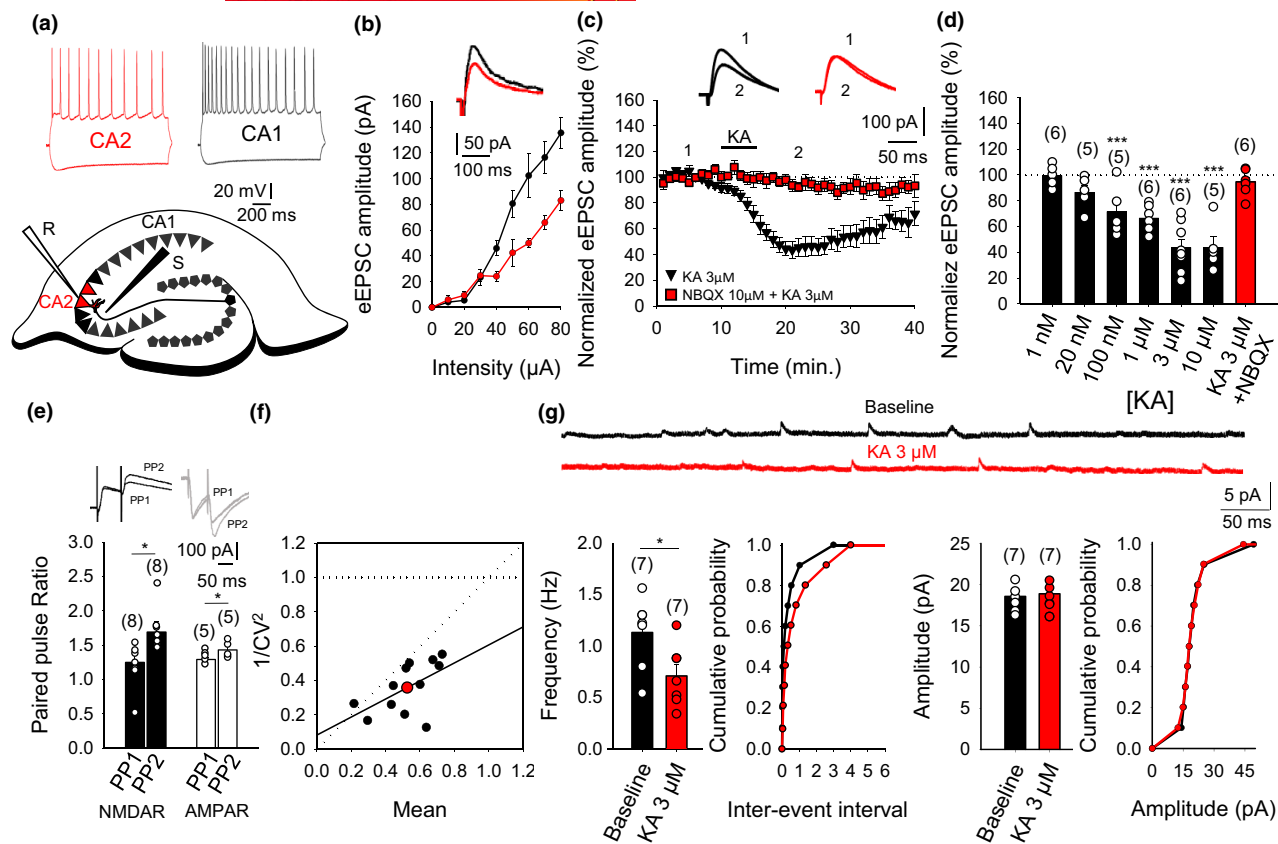 (a)
CA2
CA1
20 mV
200 ms
R
CA1
S
CA2
(b)
eEPSC amplitude (pA)
160
140
120
100
80
60
40
20
0
50 pA
100 ms
0 20 40 60 80
Intensity (µA)
(c)
Normalized eEPSC amplitude (%)
1
2
1
2
100 pA
50 ms
160
140
120
100
80
60
40
20
0
KA
1
2
KA 3µM
NBQX 10µM + KA 3µM
0 10 20 30 40
Time (min.)
(d)
Normaliez eEPSC amplitude (%)
160
140
120
100
80
60
40
20
0
(6)
(5)
***
(5)
***
(6)
***
(6)
***
(5)
(6)
1 nM
20 nM
100 nM
1 µM
3 µM
10 µM
KA 3 µM
+NBQX
[KA]
(e)
PP2
PP1
PP1
PP2
100 pA
50 ms
Paired pulse Ratio
3.0
2.5
2.0
1.5
1.0
0.5
0.0
*
(8)
(8)
*
(5)
(5)
PP1
PP2
PP1
PP2
NMDAR
AMPAR
(f)
1/CV²
1.2
1.0
0.8
0.6
0.4
0.2
0.0
0.0 0.2 0.4 0.6 0.8 1.0 1.2
Mean
(g)
Baseline
KA 3 µM
5 pA
50 ms
Frequency (Hz)
2.0
1.5
1.0
0.5
0.0
*
(7)
(7)
Baseline
KA 3 µM
Cumulative probability
1.0
0.8
0.6
0.4
0.2
0.0
0 1 2 3 4 5 6
Inter-event interval
Amplitude (pA)
25
20
15
10
5
0
(7)
(7)
Baseline
KA 3 µM
Cumulative probability
1.0
0.8
0.6
0.4
0.2
0.0
0 15 30 45
Amplitude (pA)